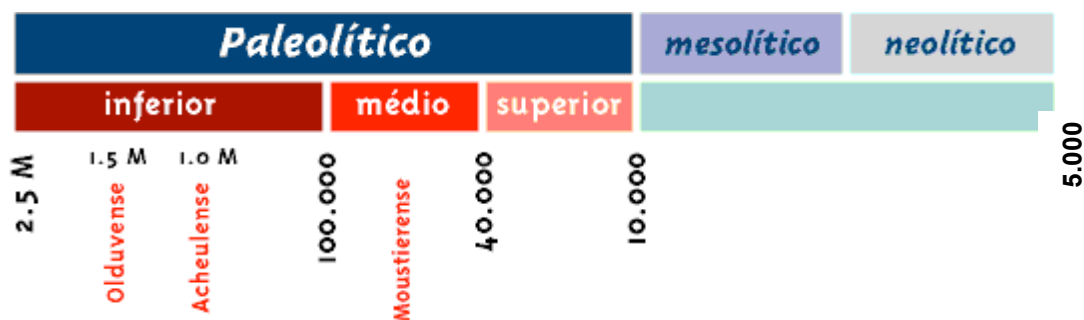 Paleolítico mesolítico neolítico
inferior médio superior
2.5 M 1.5 M 1.0 M 100.000 40.000 10.000 5.000
Olduvense Acheulense Moustierense